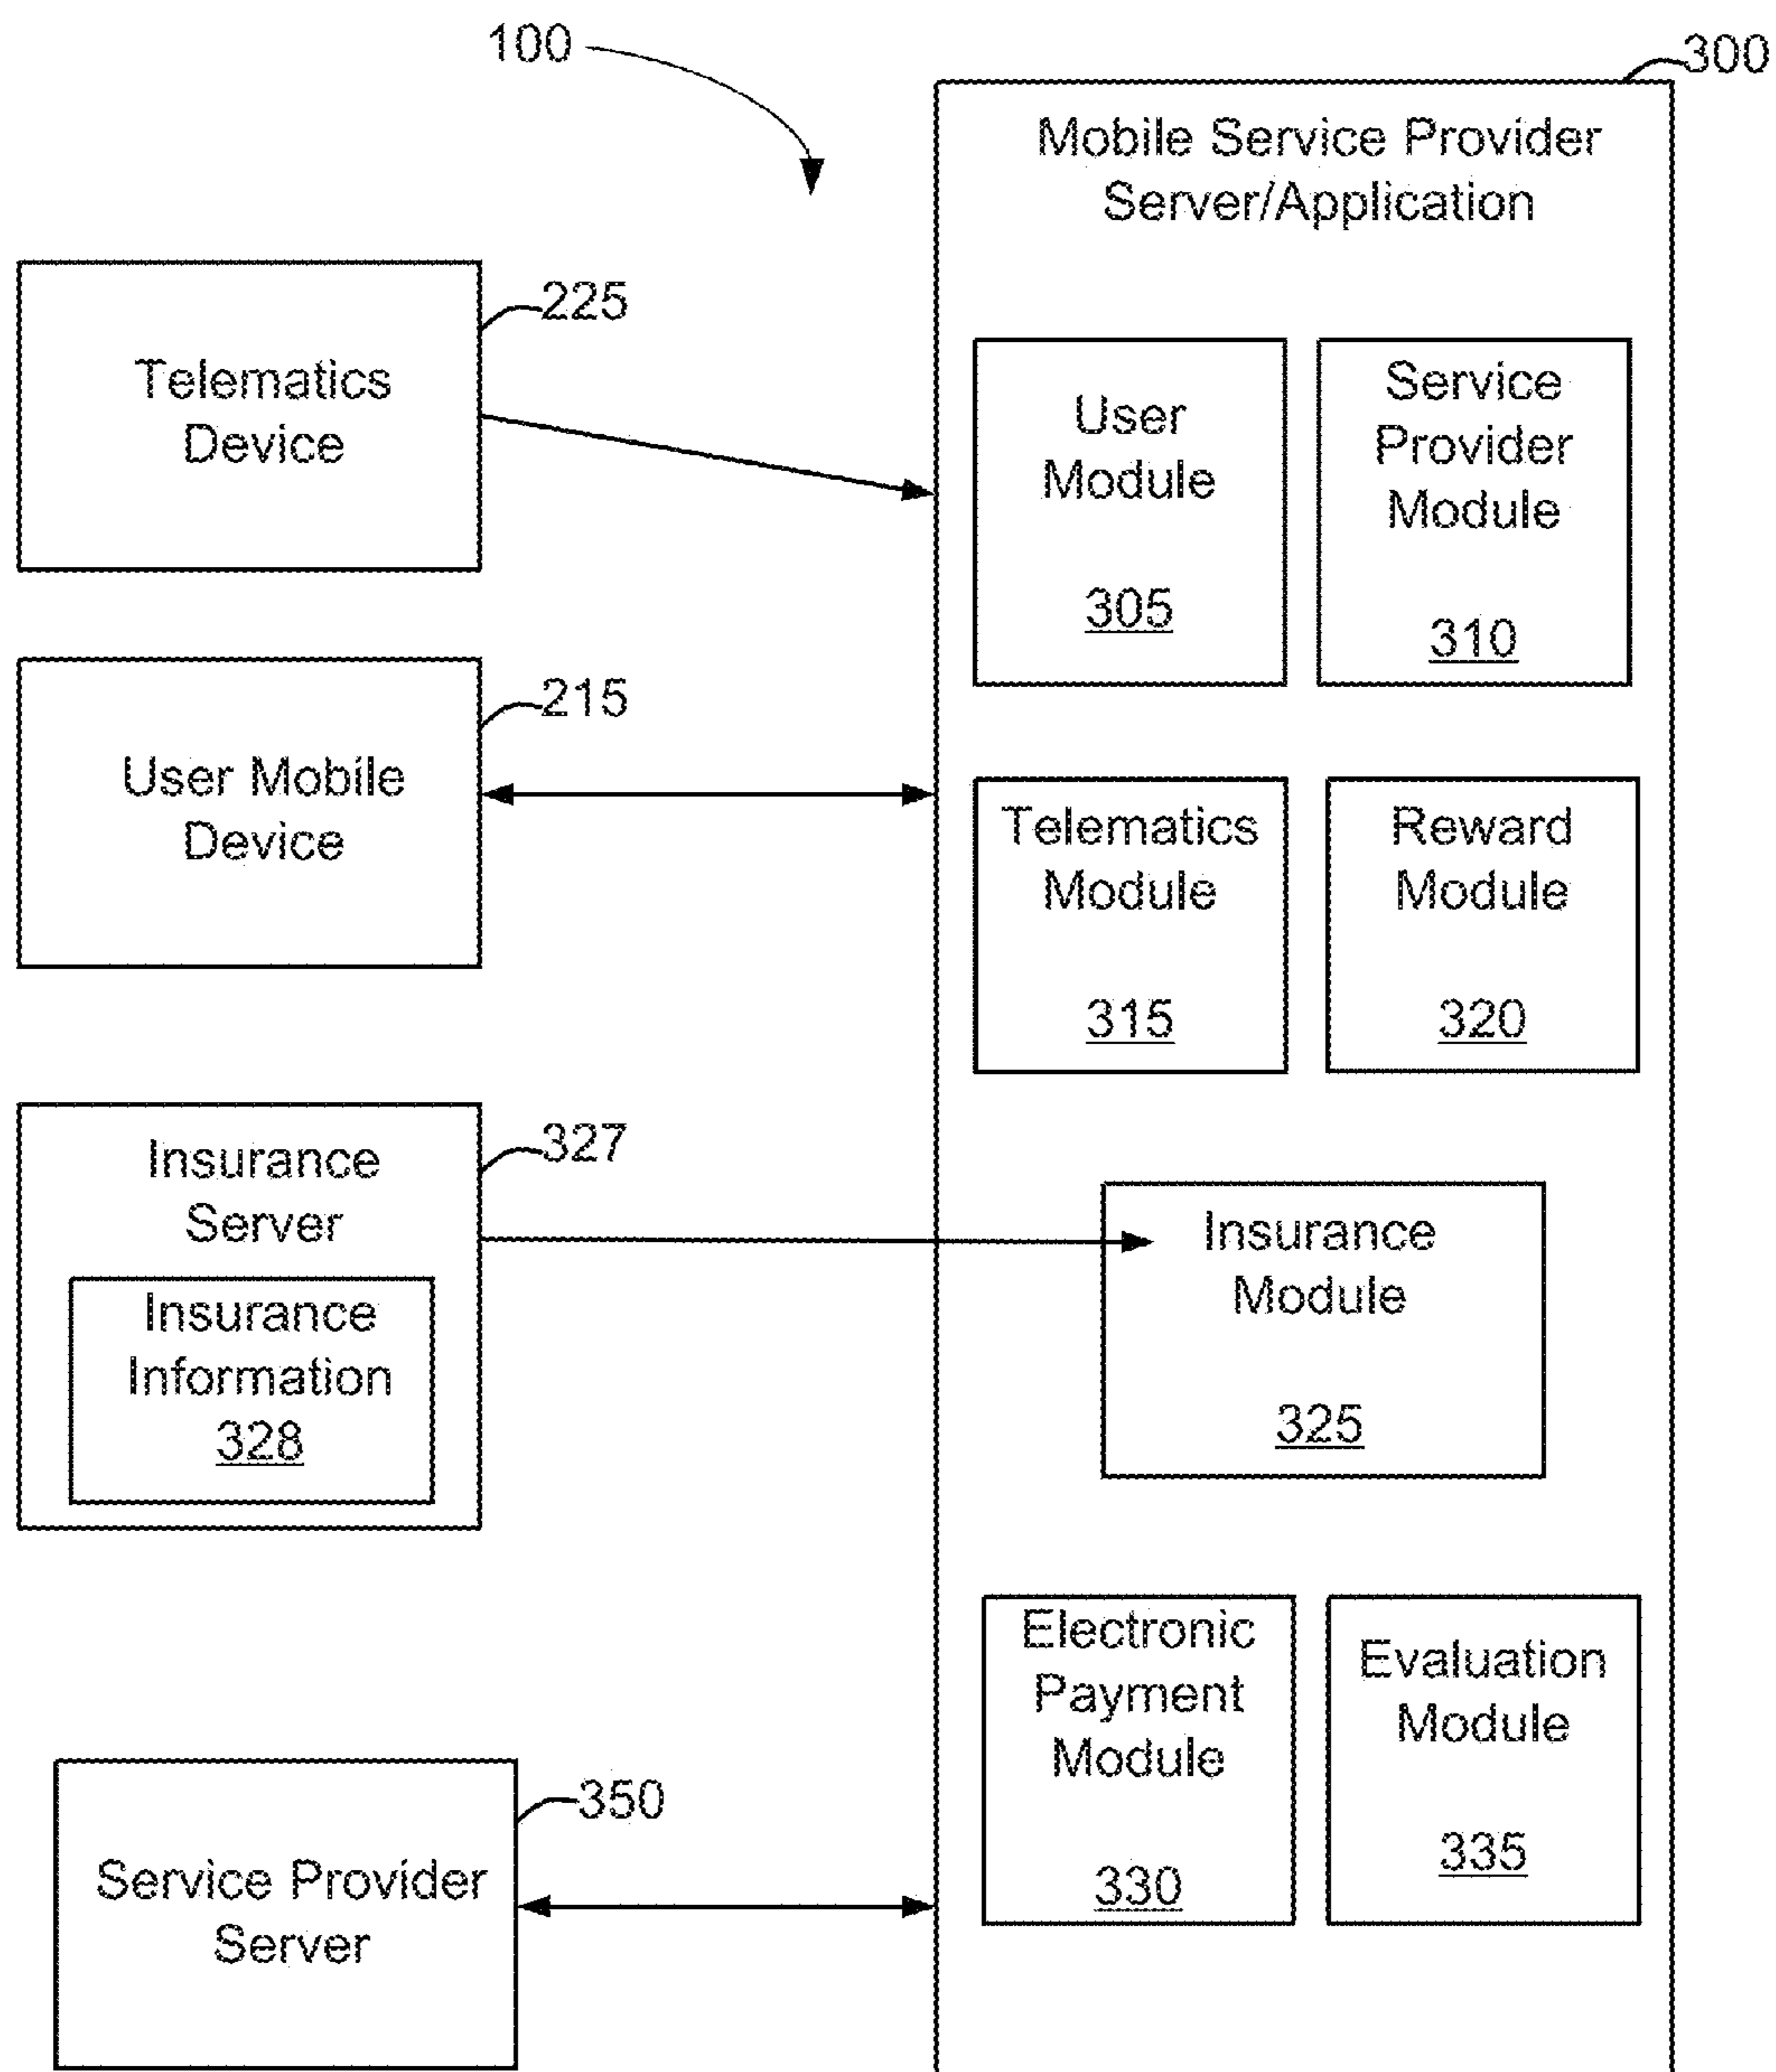 100
300
Mobile Service Provider
Server/Application
225
Telematics
Device
User
Module
305
Service
Provider
Module
310
215
User Mobile
Device
Telematics
Module
315
Reward
Module
320
327
Insurance
Server
Insurance
Information
328
Insurance
Module
325
Electronic
Payment
Module
330
Evaluation
Module
335
350
Service Provider
Server